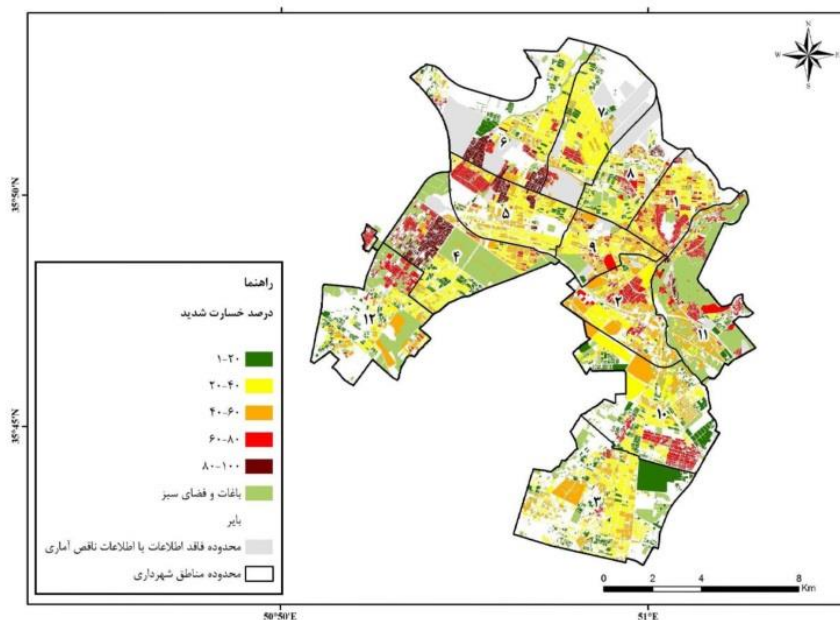 N
W
E
S
35°50'N
35°45'N
۷
۶
۸
۱
۵
۹
۴
۲
۱۲
۱۱
۱۰
۳
راهنما
درصد خسارت شدید
۱-۲۰
۲۰-۴۰
۴۰-۶۰
۶۰-۸۰
۸۰-۱۰۰
باغات و فضای سبز
بایر
محدوده فاقد اطلاعات یا اطلاعات ناقص آماری
محدوده مناطق شهرداری
0 2 4 8
Km
50°50'E
51°E